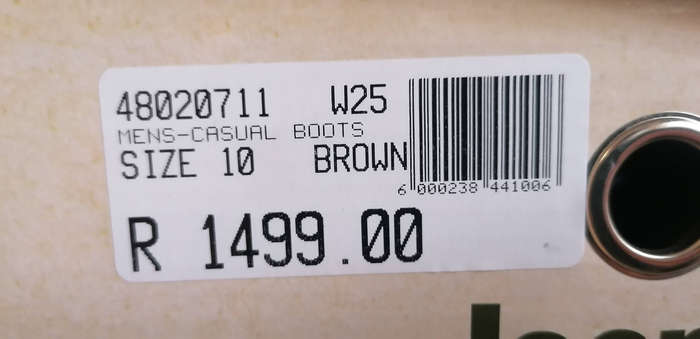 48020711 W25
MENS-CASUAL BOOTS
SIZE 10 BROWN
6 000238 441006
R 1499.00